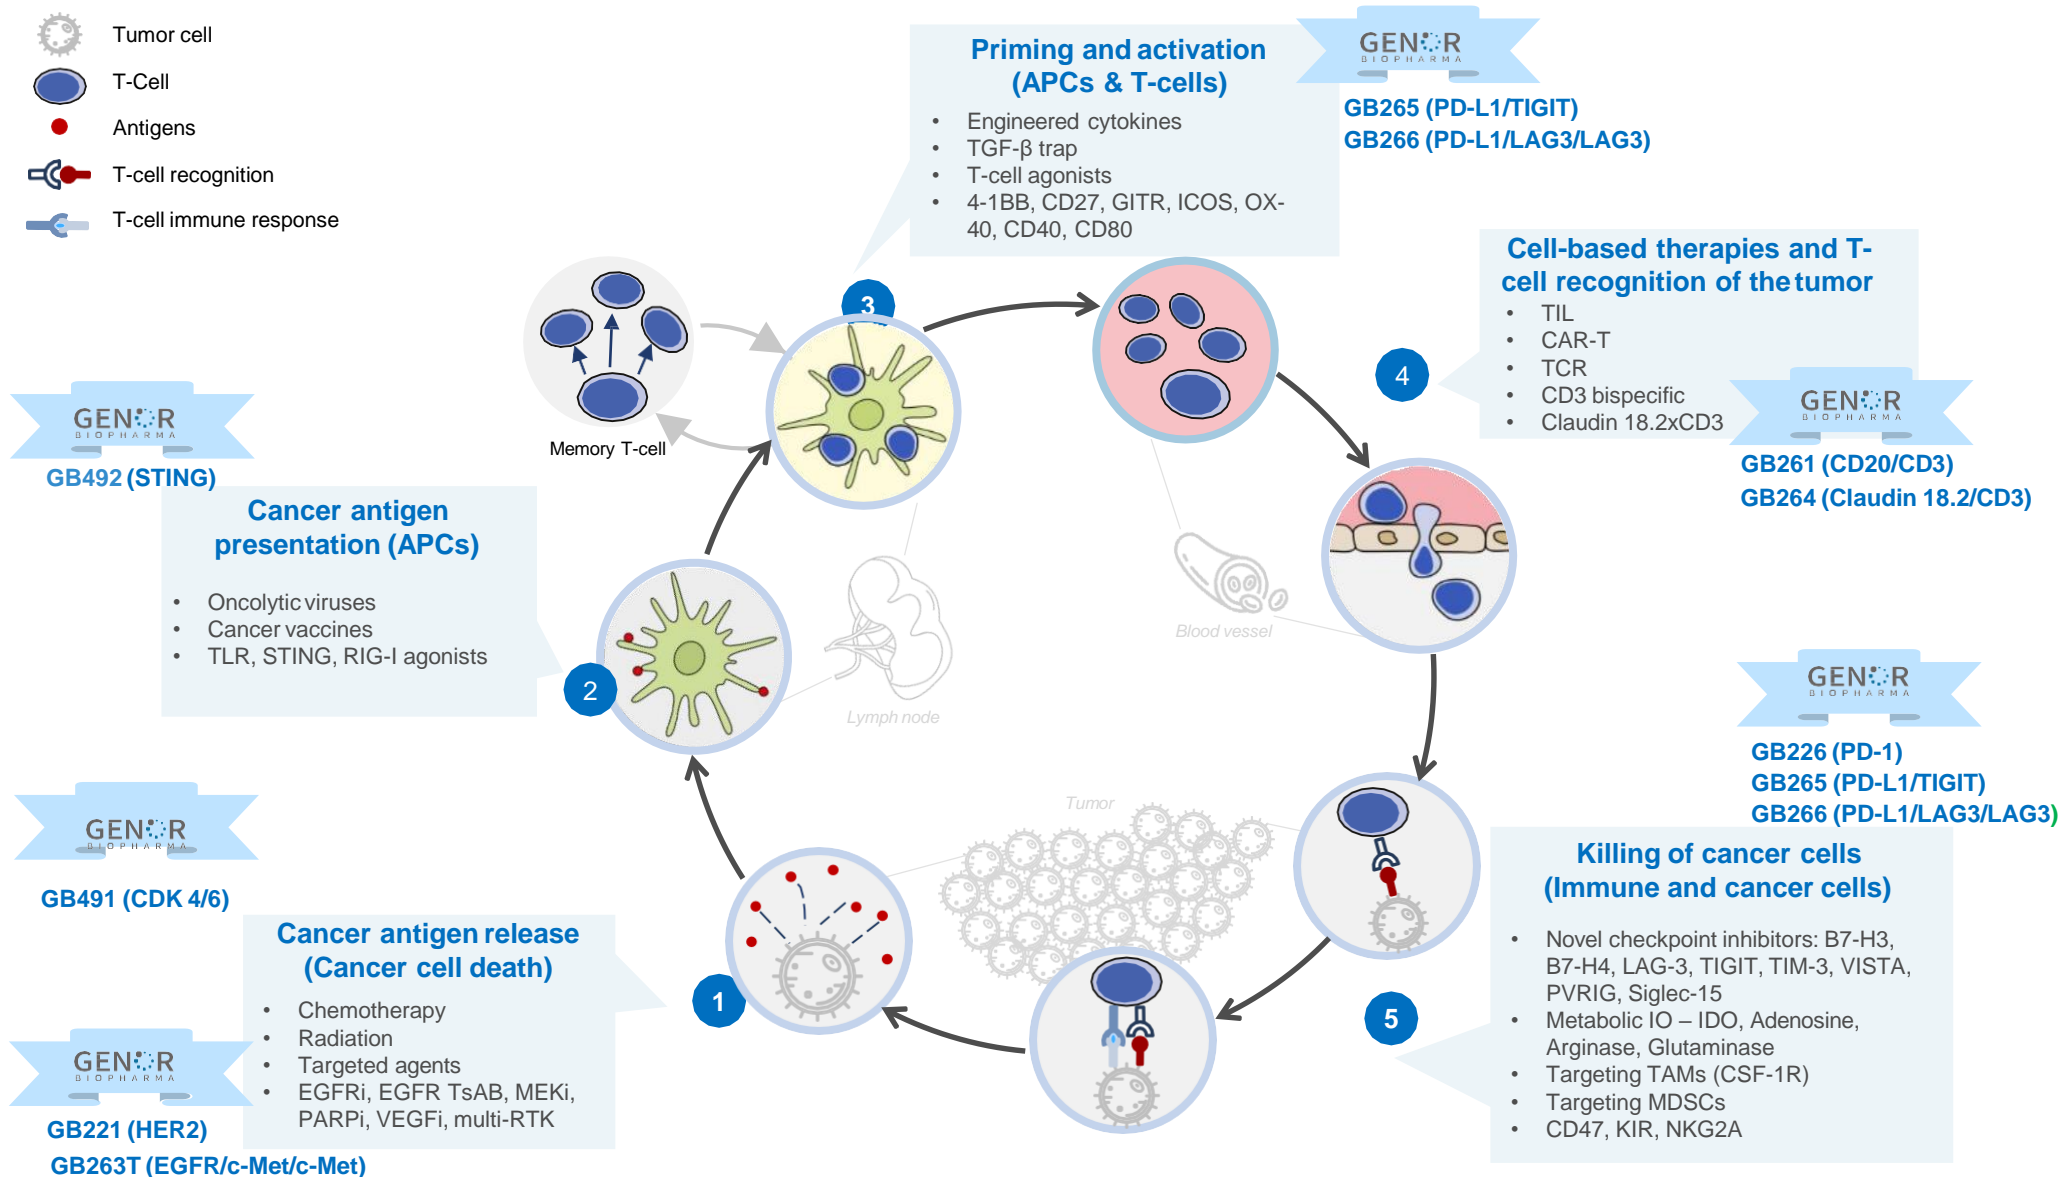 Tumor cell
T-Cell
Antigens
T-cell recognition
T-cell immune response
Priming and activation
(APCs & T-cells)
• Engineered cytokines
• TGF-β trap
• T-cell agonists
• 4-1BB, CD27, GITR, ICOS, OX-
40, CD40, CD80
GENOR
BIOPHARMA
GB265 (PD-L1/TIGIT)
GB266 (PD-L1/LAG3/LAG3)
Cell-based therapies and T-
cell recognition of the tumor
• TIL
• CAR-T
• TCR
• CD3 bispecific
• Claudin 18.2xCD3
GENOR
BIOPHARMA
GB261 (CD20/CD3)
GB264 (Claudin 18.2/CD3)
3
4
Memory T-cell
GENOR
BIOPHARMA
GB492 (STING)
Cancer antigen
presentation (APCs)
• Oncolytic viruses
• Cancer vaccines
• TLR, STING, RIG-I agonists
2
Lymph node
Blood vessel
Tumor
GENOR
BIOPHARMA
GB226 (PD-1)
GB265 (PD-L1/TIGIT)
GB266 (PD-L1/LAG3/LAG3)
Killing of cancer cells
(Immune and cancer cells)
• Novel checkpoint inhibitors: B7-H3,
B7-H4, LAG-3, TIGIT, TIM-3, VISTA,
PVRIG, Siglec-15
• Metabolic IO – IDO, Adenosine,
Arginase, Glutaminase
• Targeting TAMs (CSF-1R)
• Targeting MDSCs
• CD47, KIR, NKG2A
5
GENOR
BIOPHARMA
GB491 (CDK 4/6)
Cancer antigen release
(Cancer cell death)
• Chemotherapy
• Radiation
• Targeted agents
• EGFRi, EGFR TsAB, MEKi,
PARPi, VEGFi, multi-RTK
1
GENOR
BIOPHARMA
GB221 (HER2)
GB263T (EGFR/c-Met/c-Met)